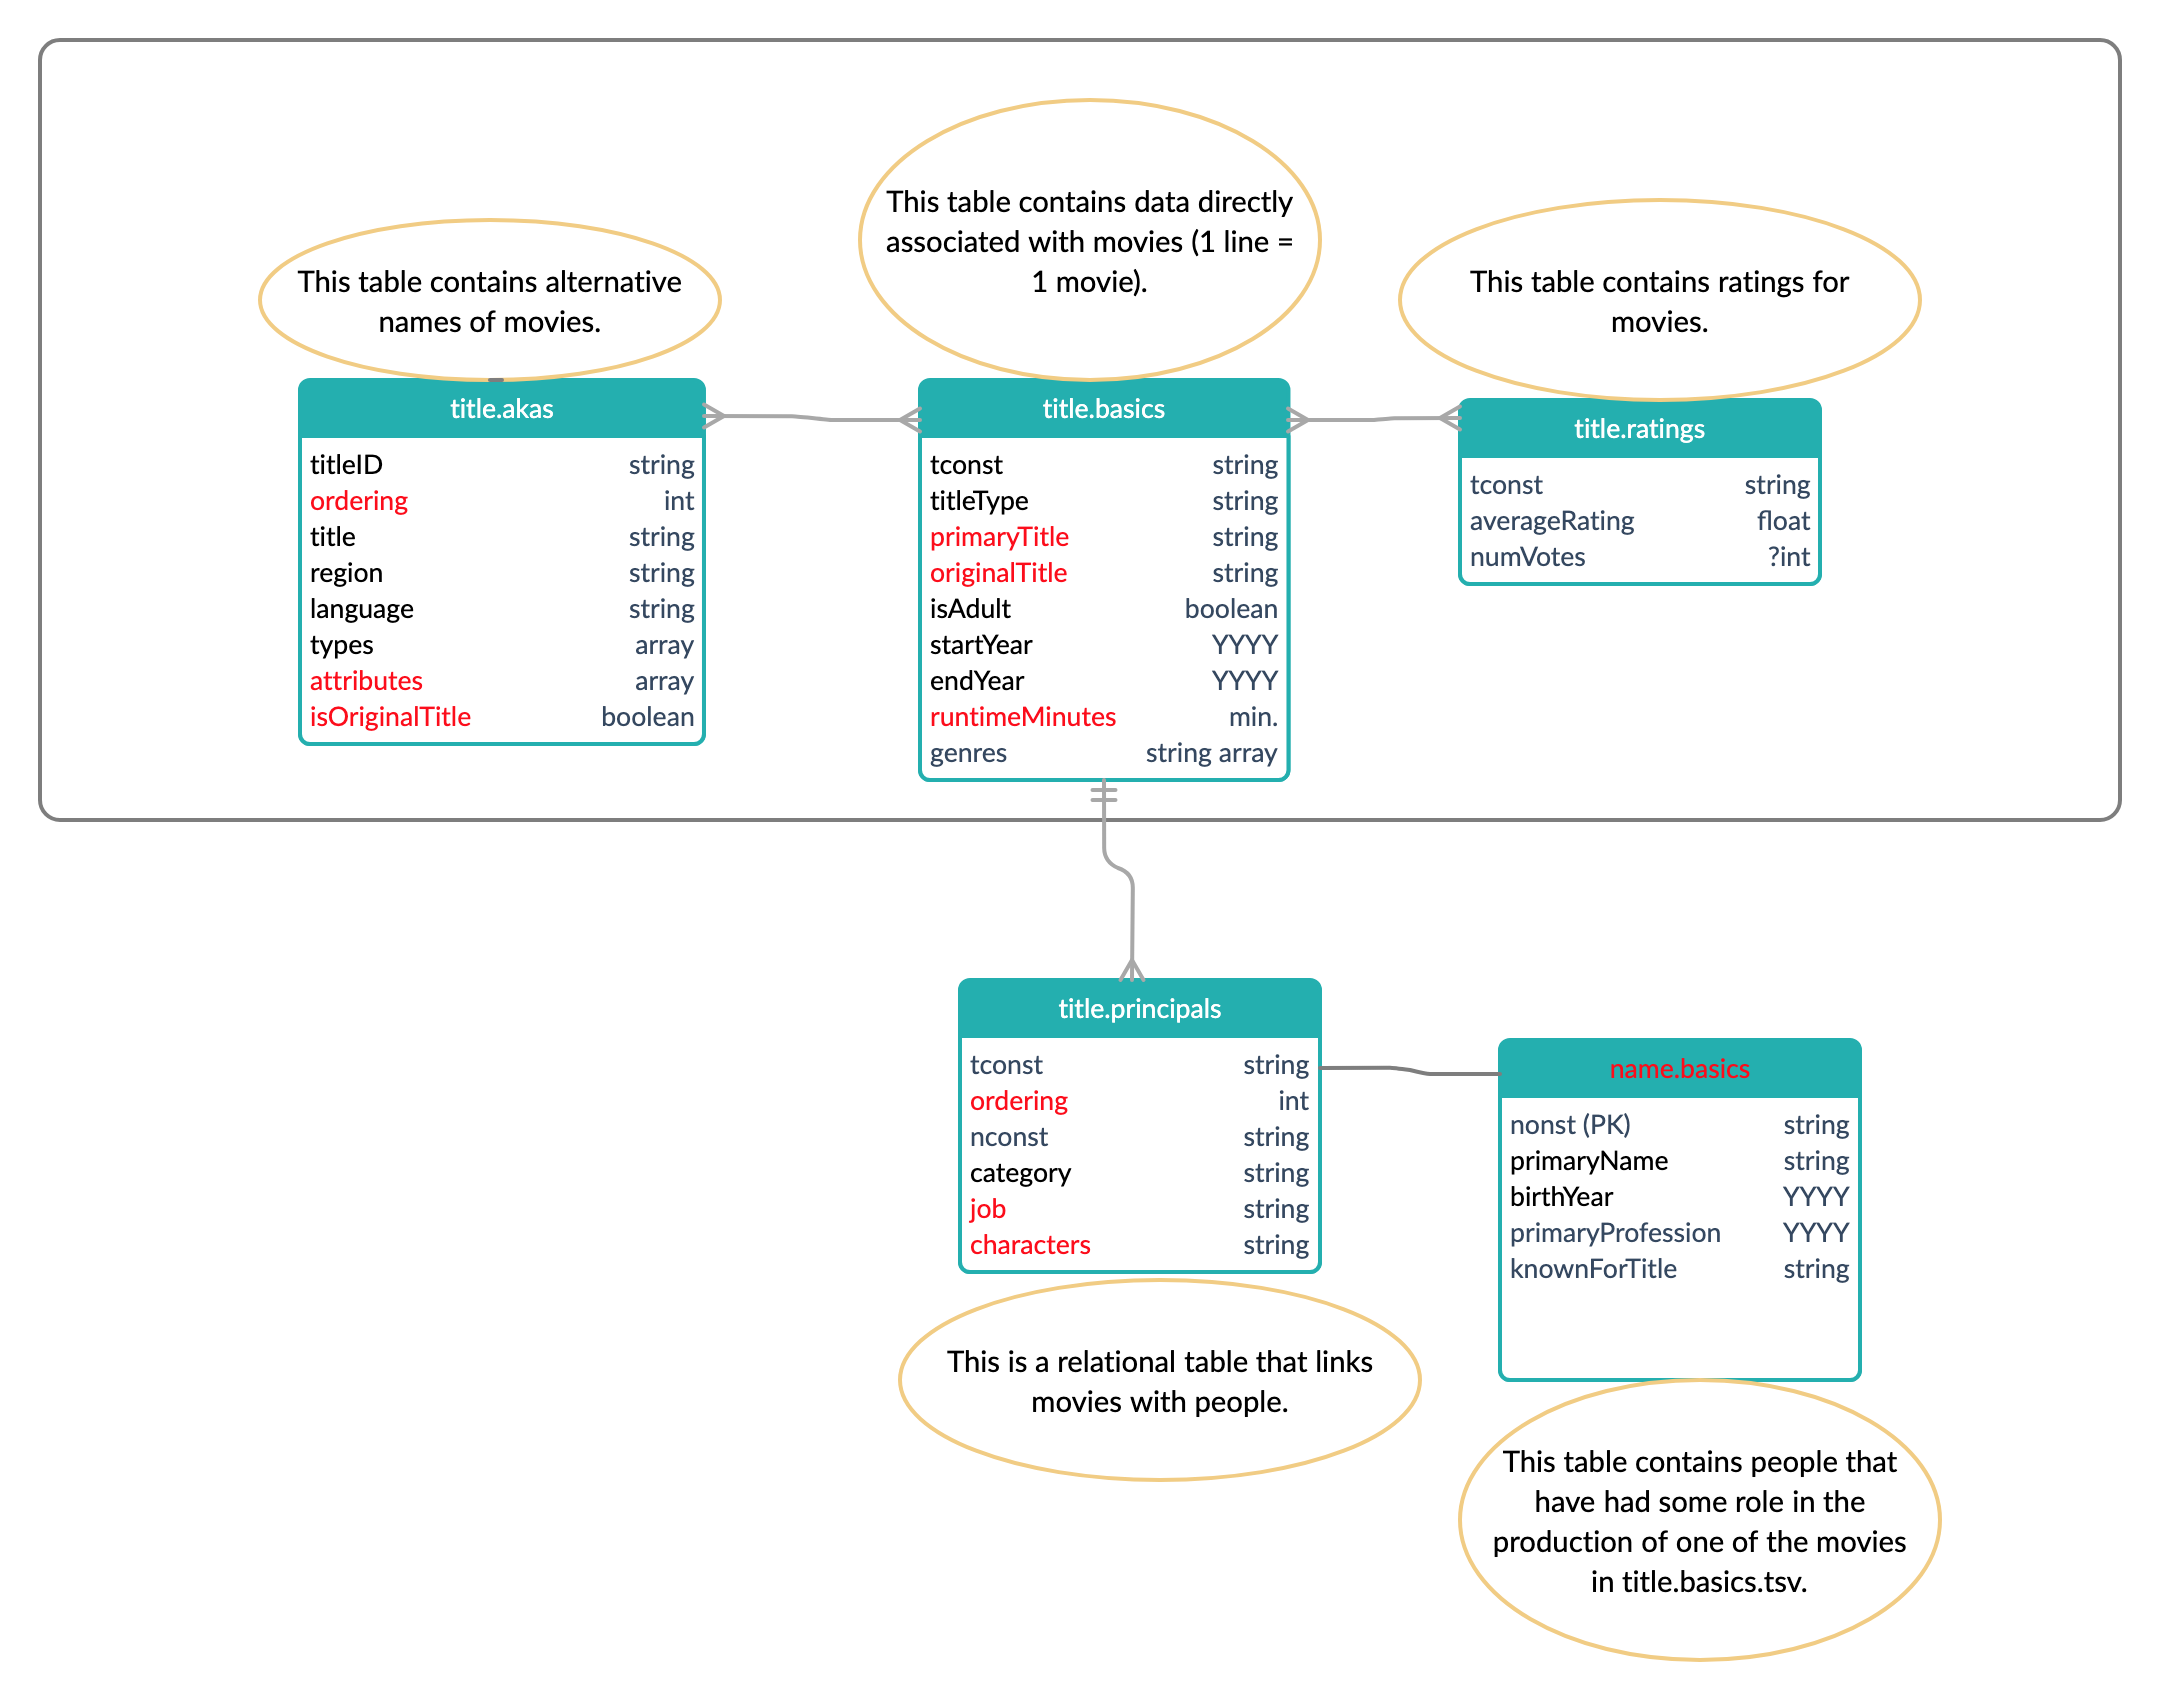 This table contains data directly
associated with movies (1 line =
1 movie).
This table contains alternative
names of movies.
This table contains ratings for
movies.
title.akas
titleID string
ordering int
title string
region string
language string
types array
attributes array
isOriginalTitle boolean
title.basics
tconst string
titleType string
primaryTitle string
originalTitle string
isAdult boolean
startYear YYYY
endYear YYYY
runtimeMinutes min.
genres string array
title.ratings
tconst string
averageRating float
numVotes ?int
title.principals
tconst string
ordering int
nconst string
category string
job string
characters string
This is a relational table that links
movies with people.
name.basics
nonst (PK) string
primaryName string
birthYear YYYY
primaryProfession YYYY
knownForTitle string
This table contains people that
have had some role in the
production of one of the movies
in title.basics.tsv.